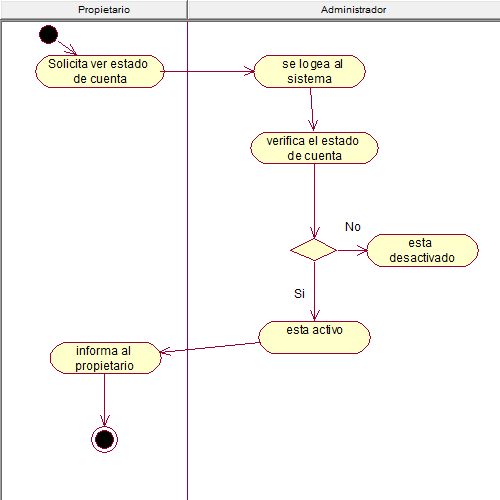 Propietario
Administrador
Solicita ver estado
de cuenta
se logea al
sistema
verifica el estado
de cuenta
No
esta
desactivado
Si
esta activo
informa al
propietario